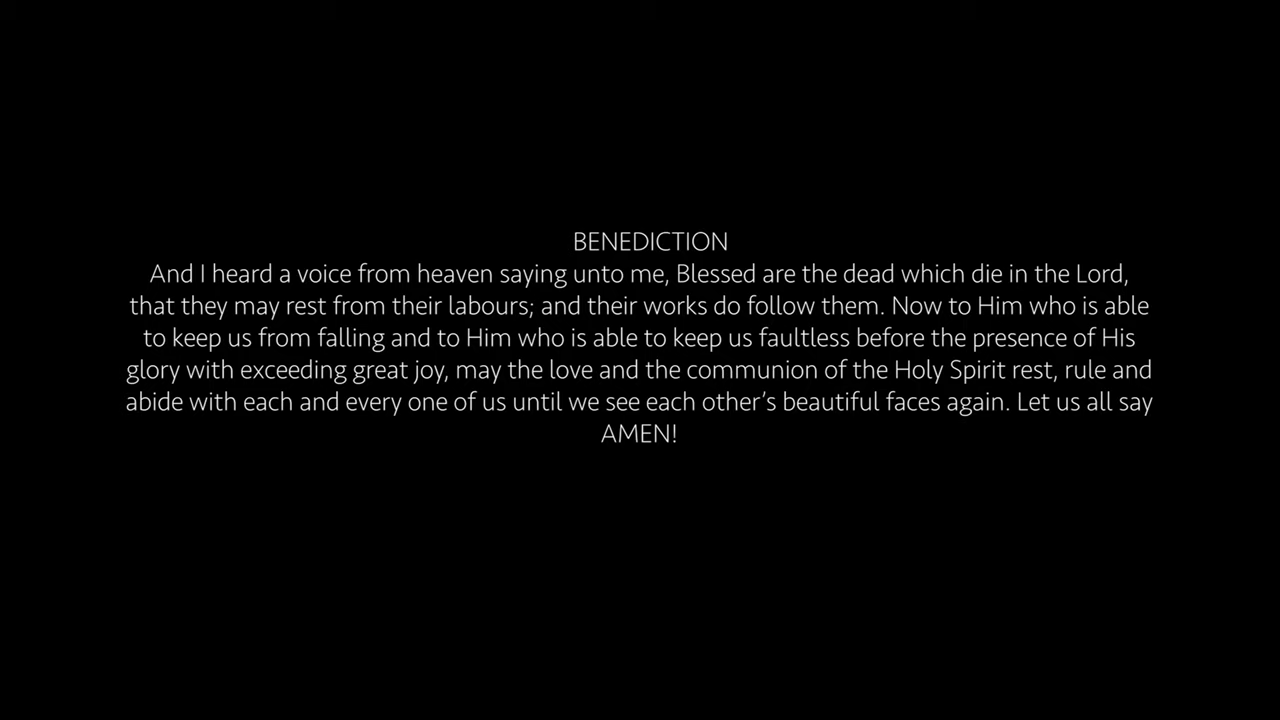 BENEDICTION
And I heard a voice from heaven saying unto me, Blessed are the dead which die in the Lord,
that they may rest from their labours; and their works do follow them. Now to Him who is able
to keep us from falling and to Him who is able to keep us faultless before the presence of His
glory with exceeding great joy, may the love and the communion of the Holy Spirit rest, rule and
abide with each and every one of us until we see each other’s beautiful faces again. Let us all say
AMEN!